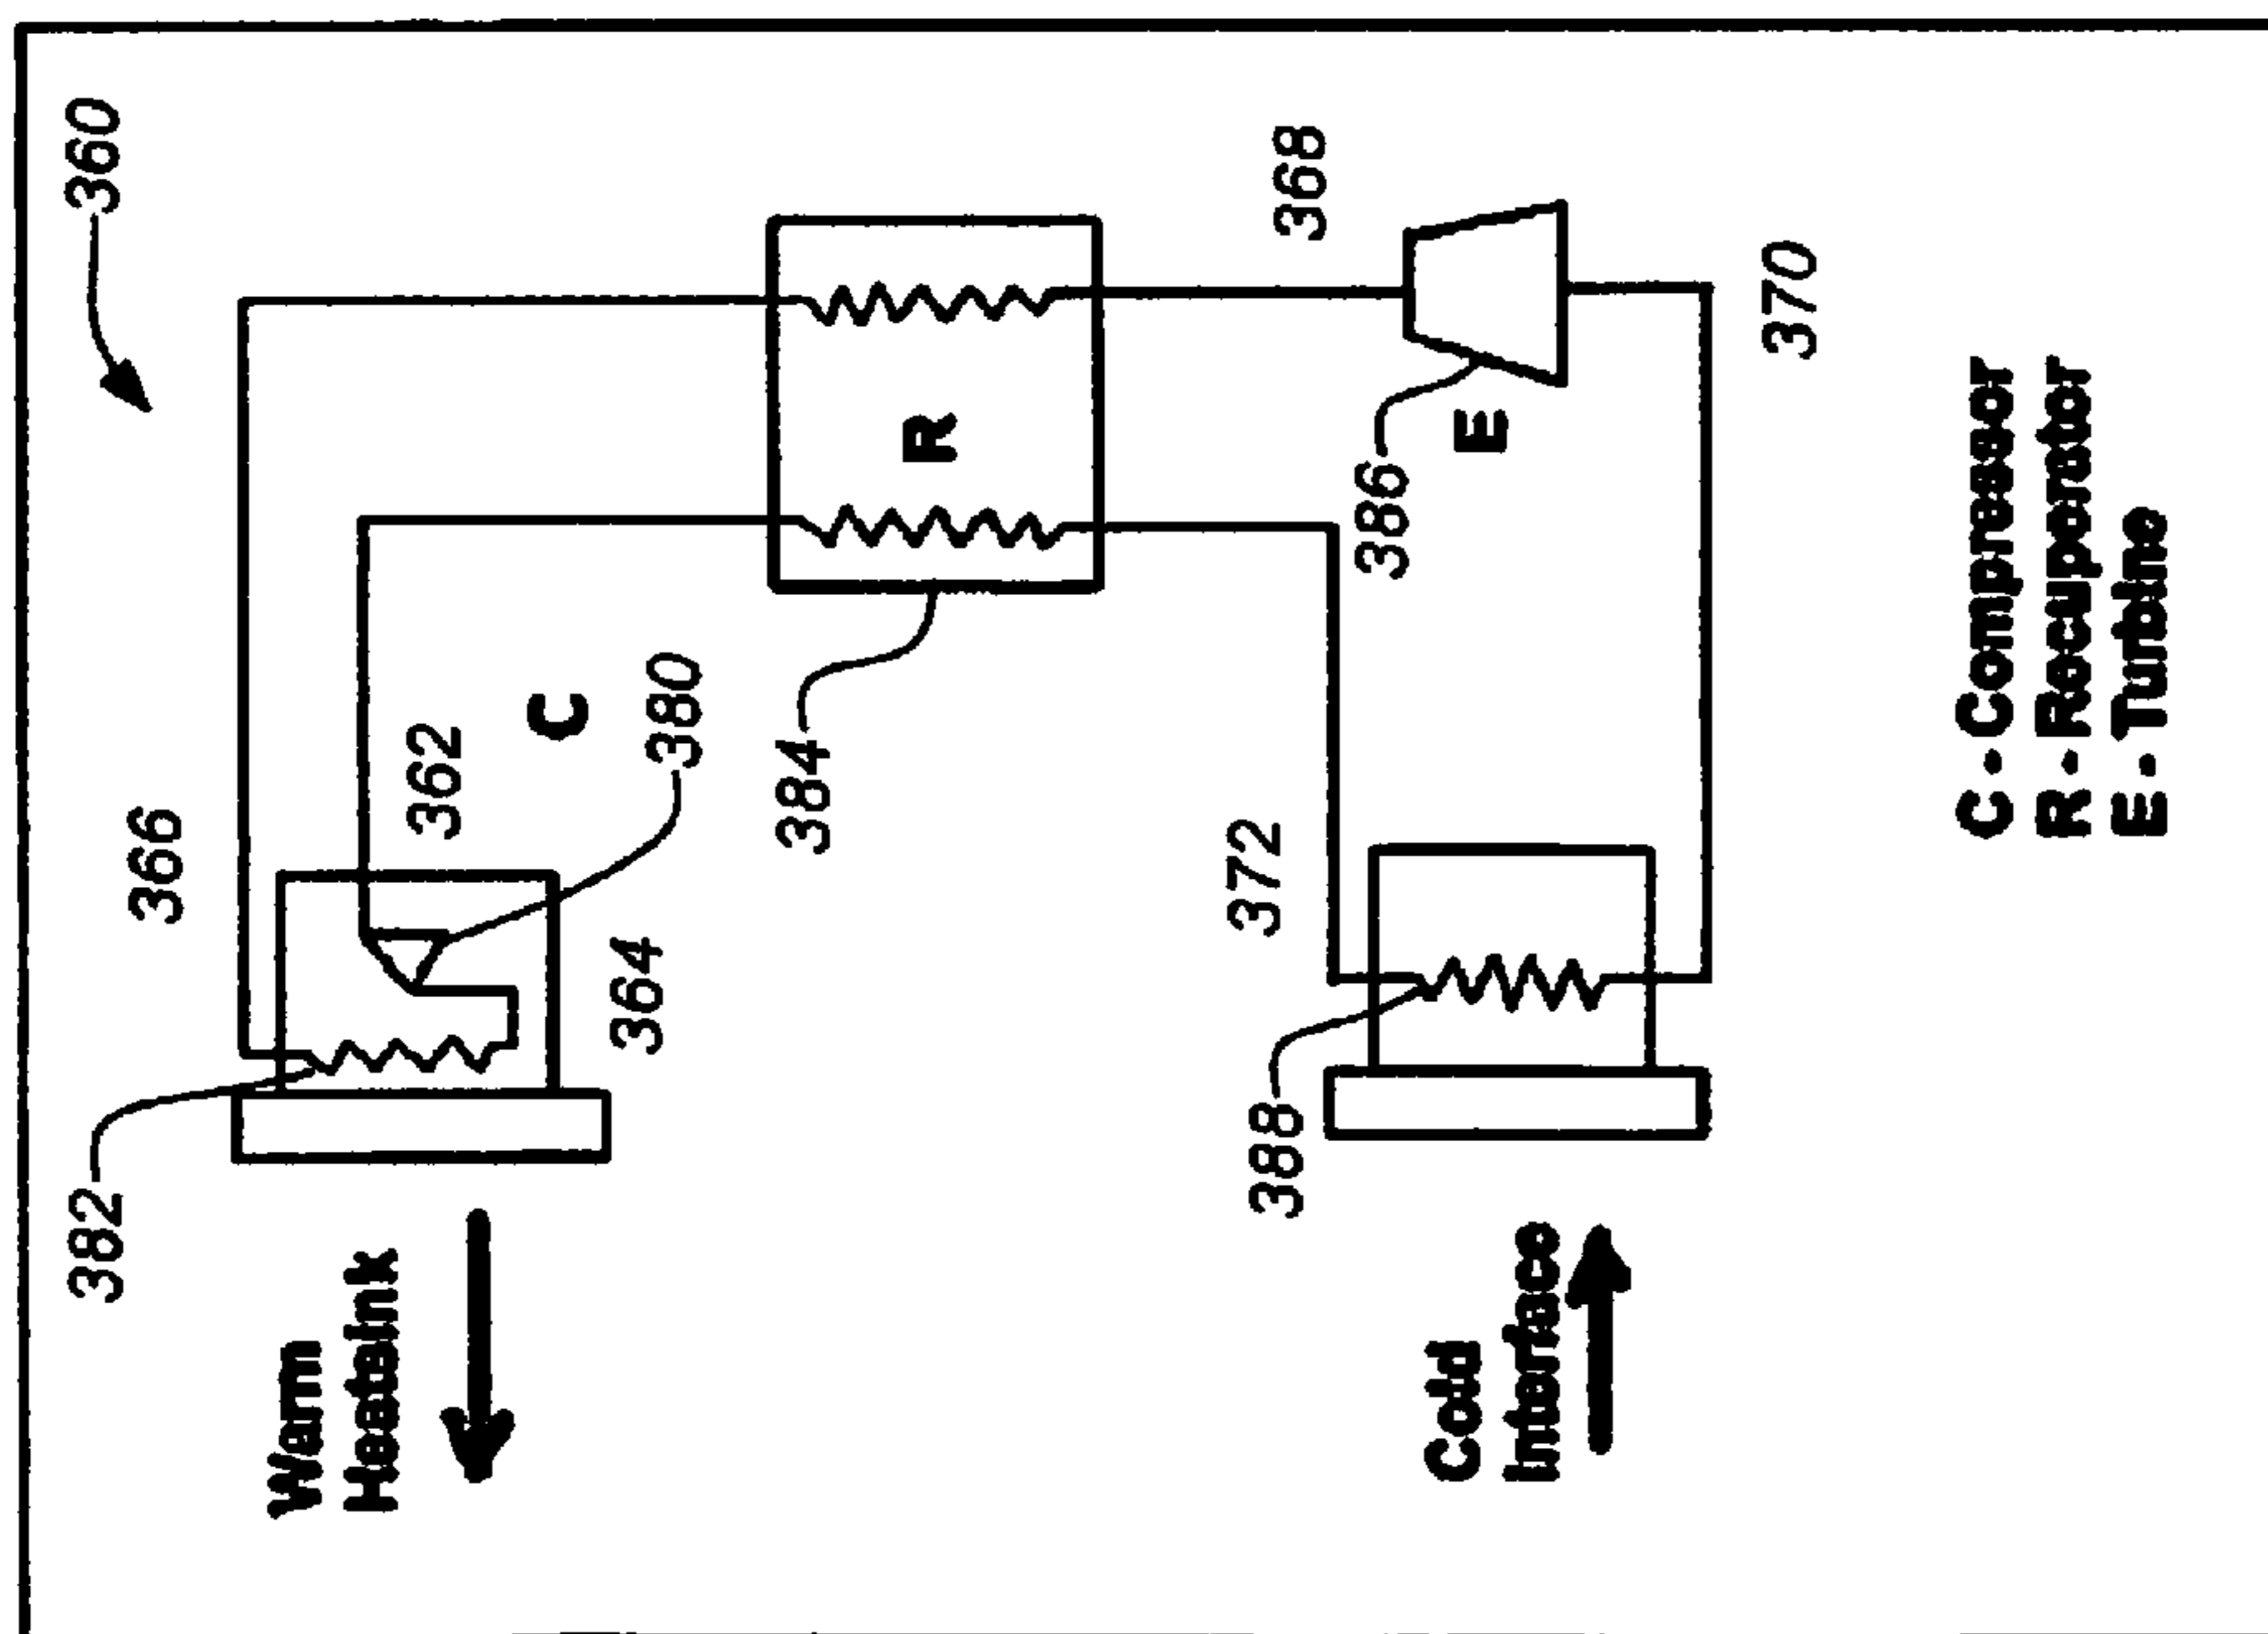 360
366
362
C
380
364
382
Warm
Heatsink
R
384
368
386
E
370
372
388
Cold
Interface
C - Compressor
R - Recuperator
E - Turbine